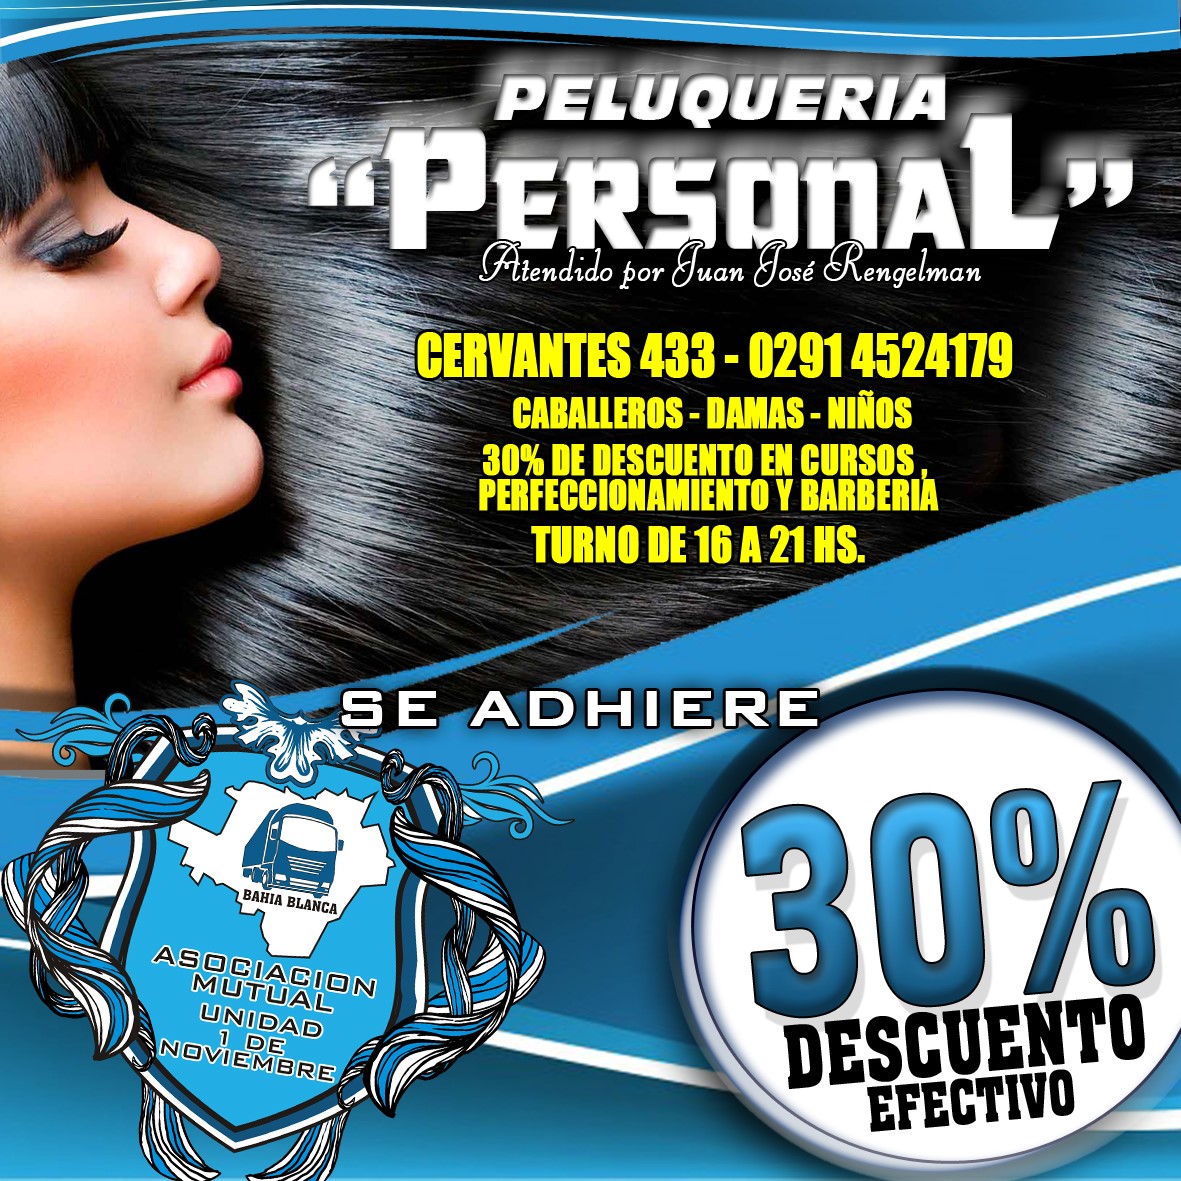 PELUQUERIA
“PERSONAL”
Atendido por Juan José Rengelman
CERVANTES 433 - 0291 4524179
CABALLEROS - DAMAS - NIÑOS
30% DE DESCUENTO EN CURSOS ,
PERFECCIONAMIENTO Y BARBERIA
TURNO DE 16 A 21 HS.
SE ADHIERE
BAHIA BLANCA
ASOCIACION
MUTUAL
UNIDAD
1 DE
NOVIEMBRE
30%
DESCUENTO
EFECTIVO